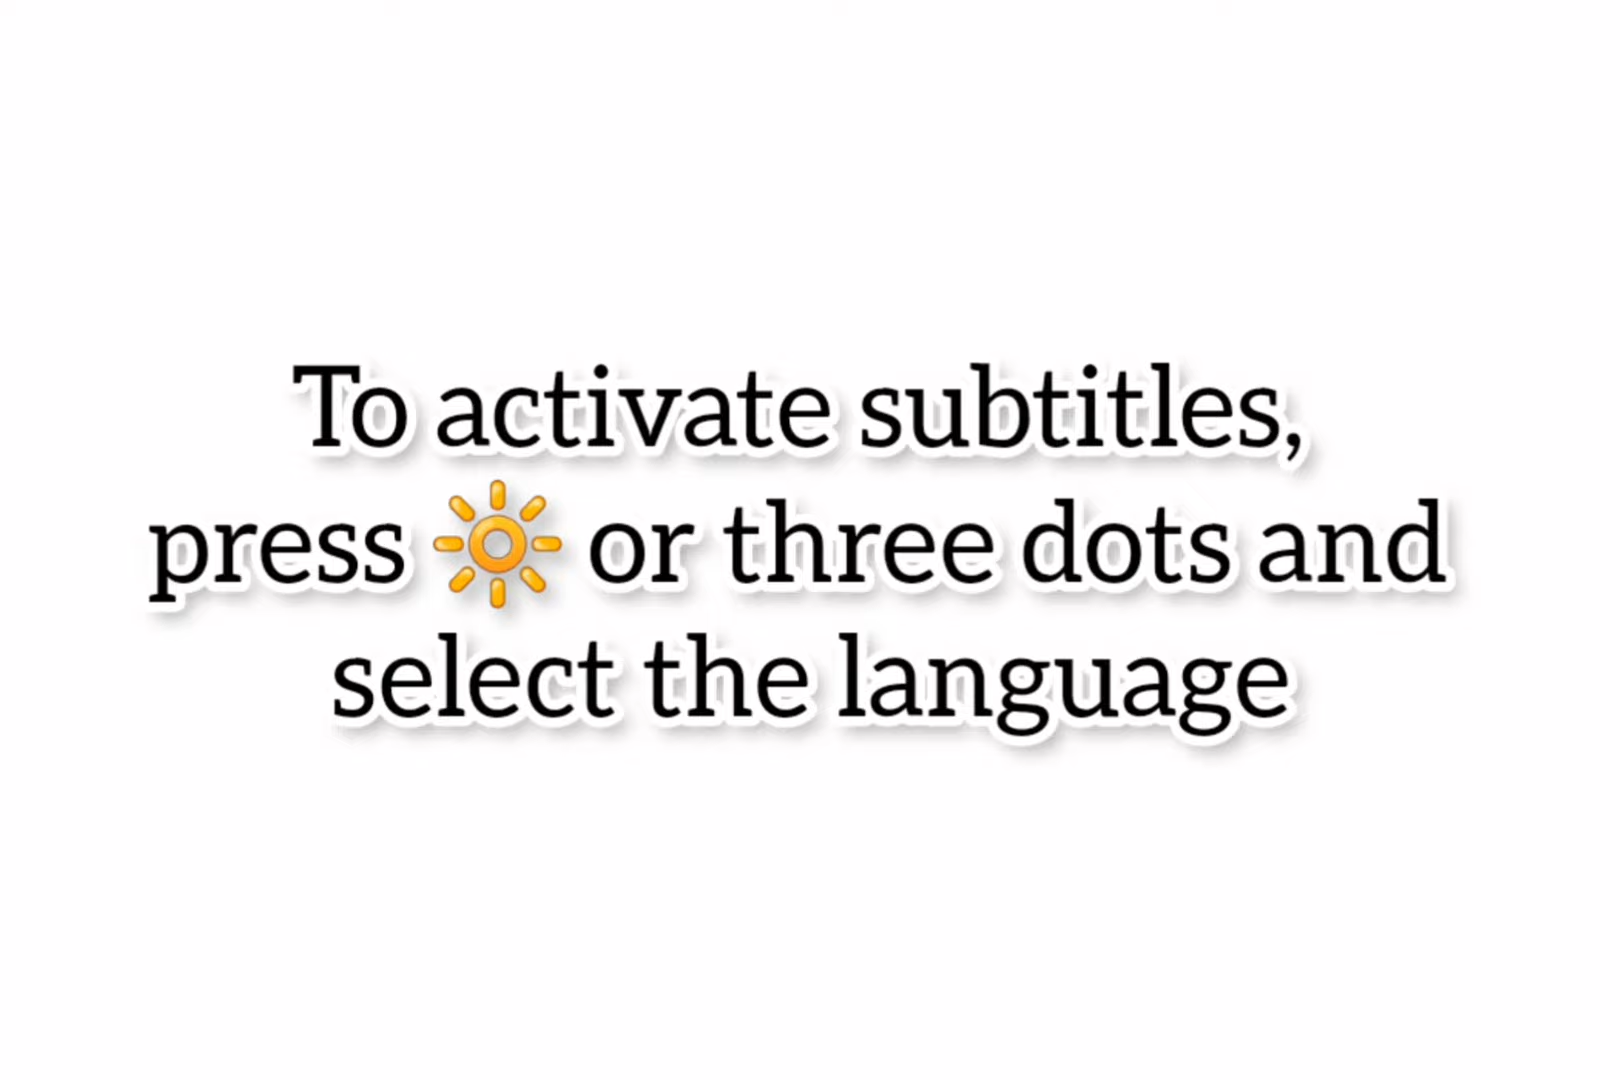 To activate subtitles,
press 🔆 or three dots and
select the language